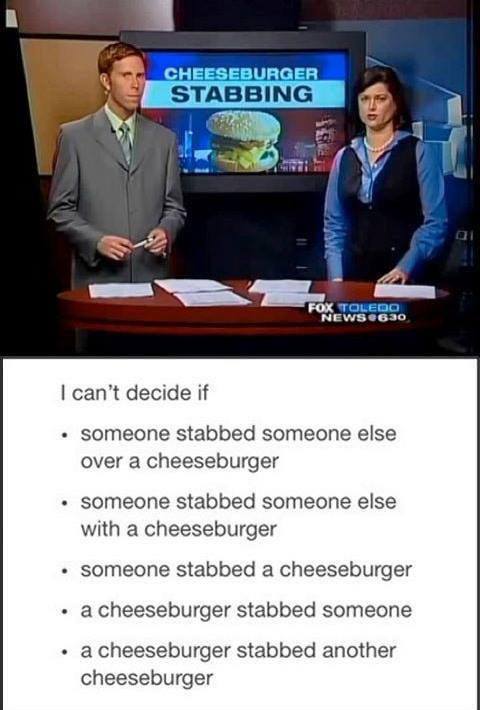 CHEESEBURGER
STABBING
FOX TOLEDO
NEWS@630
I can't decide if
• someone stabbed someone else
over a cheeseburger
• someone stabbed someone else
with a cheeseburger
• someone stabbed a cheeseburger
• a cheeseburger stabbed someone
• a cheeseburger stabbed another
cheeseburger